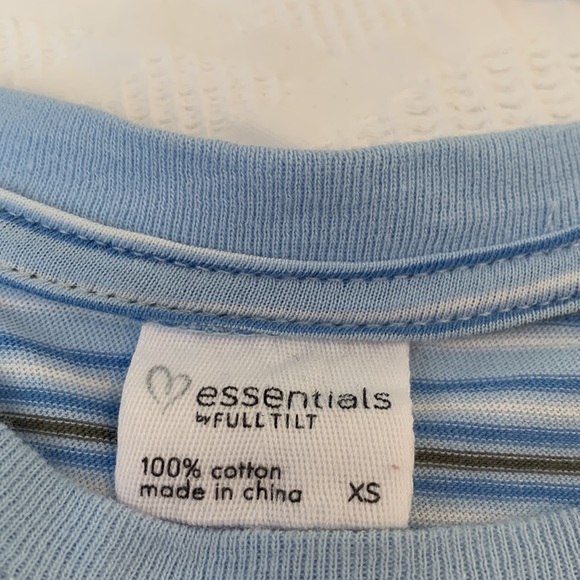 essentials
by FULL TILT
100% cotton
made in china XS